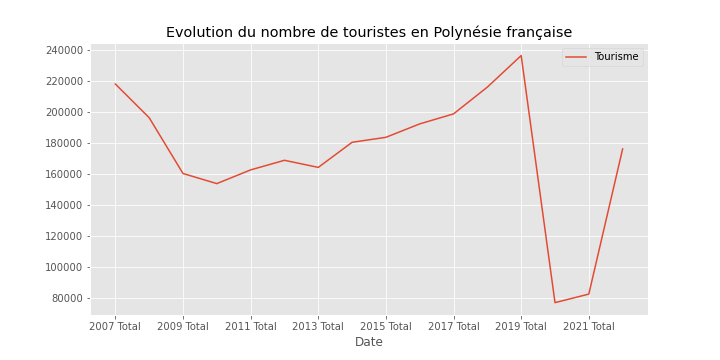 Evolution du nombre de touristes en Polynésie française
Tourisme
240000
220000
200000
180000
160000
140000
120000
100000
80000
2007 Total 2009 Total 2011 Total 2013 Total 2015 Total 2017 Total 2019 Total 2021 Total
Date